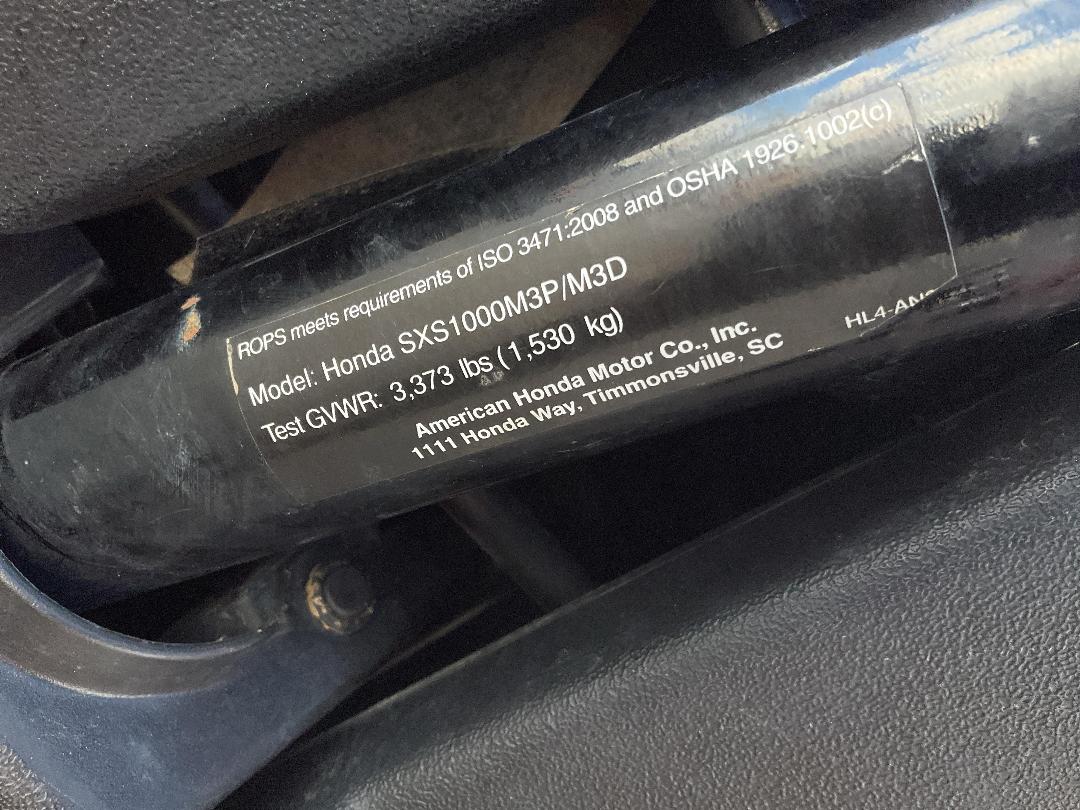 ROPS meets requirements of ISO 3471:2008 and OSHA 1926.1002(c)
Model: Honda SXS1000M3P/M3D
Test GVWR: 3,373 lbs (1,530 kg)
American Honda Motor Co., Inc.
1111 Honda Way, Timmonsville, SC